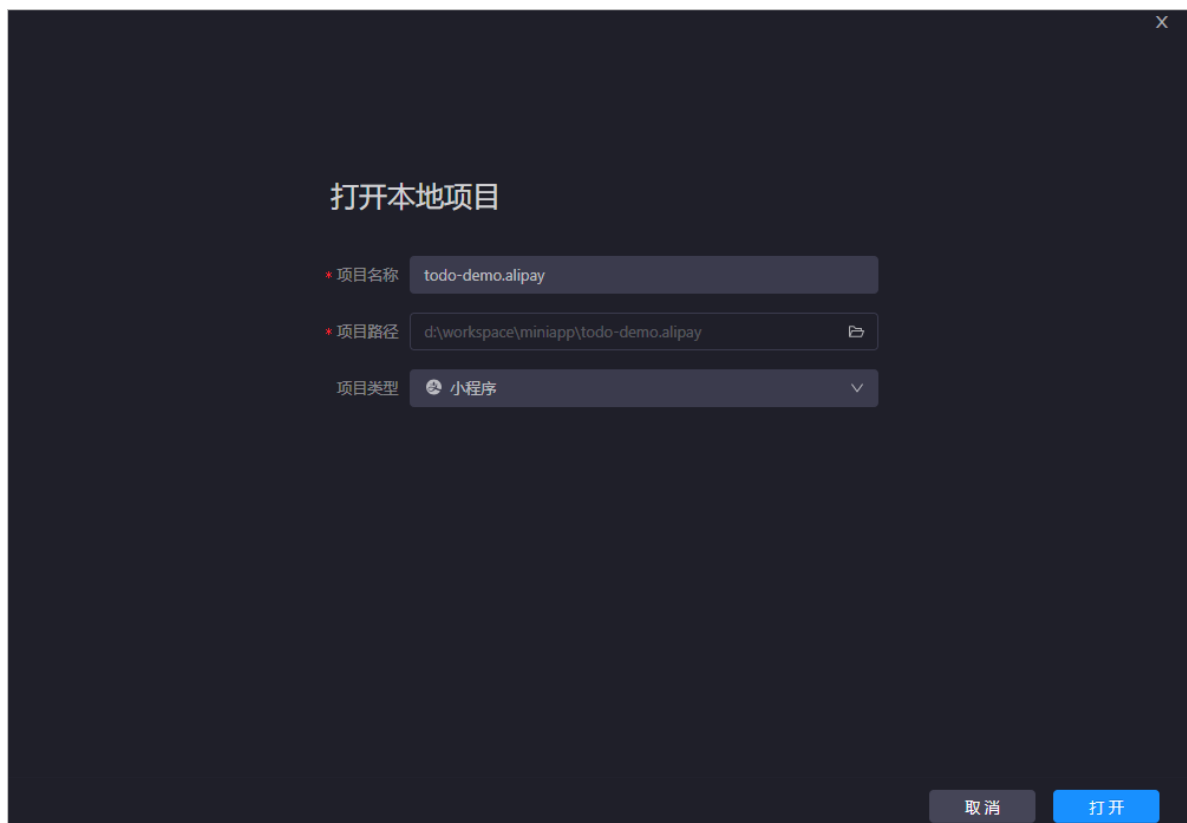 X
打开本地项目
* 项目名称 todo-demo.alipay
* 项目路径 d:\workspace\miniapp\todo-demo.alipay
项目类型 小程序
取消 打开